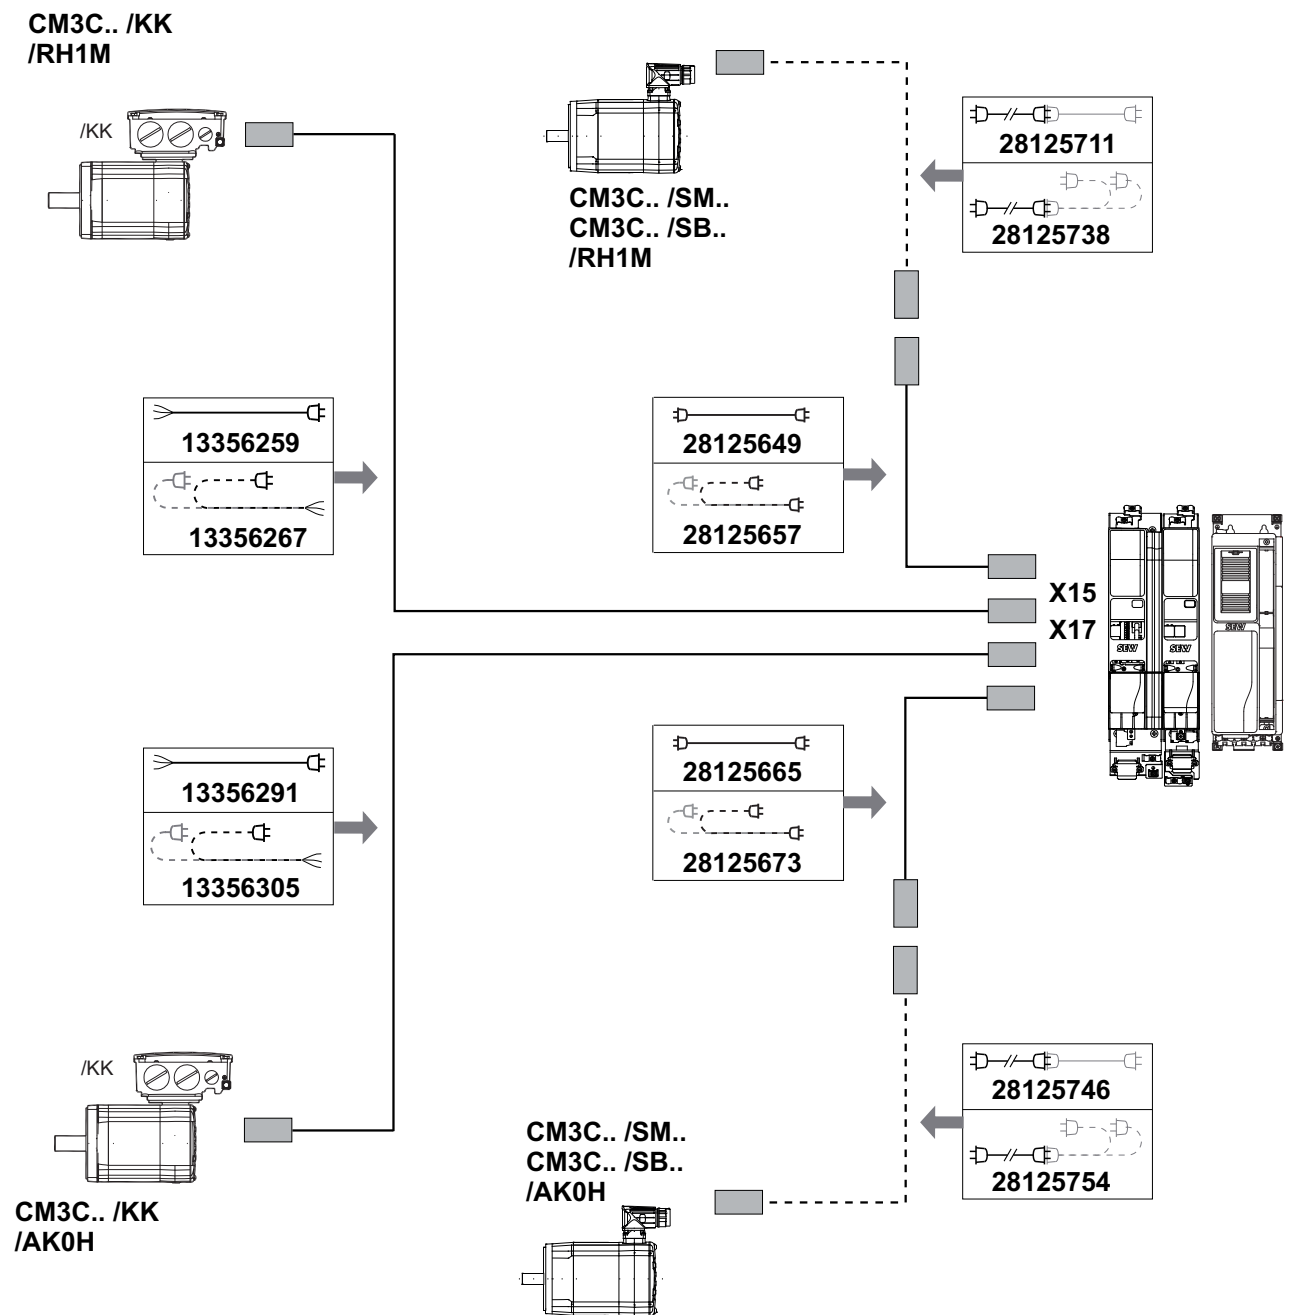 CM3C.. /KK
/RH1M
/KK
CM3C.. /SM..
CM3C.. /SB..
/RH1M
28125711
28125738
13356259
13356267
28125649
28125657
X15
X17
SEW
SEW
SEW
13356291
13356305
28125665
28125673
/KK
CM3C.. /KK
/AK0H
CM3C.. /SM..
CM3C.. /SB..
/AK0H
28125746
28125754